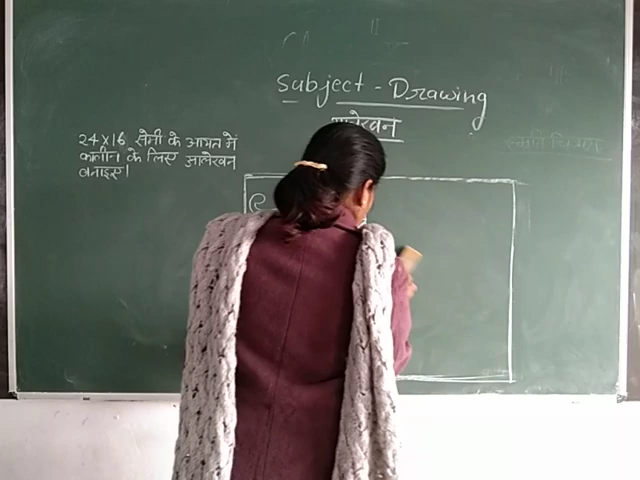 Subject - Drawing
आलेखन
24x16 सेमी के आयत में
कालीन के लिए आलेखन
बनाइए।